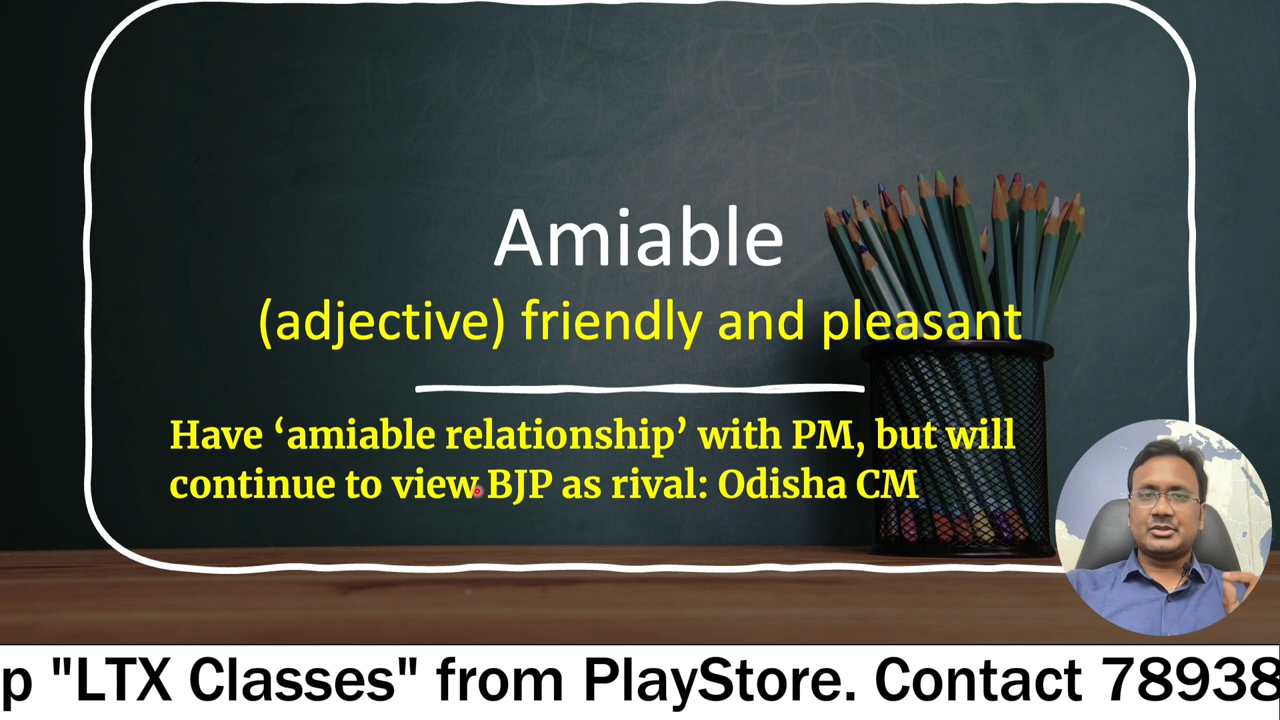 Amiable
(adjective) friendly and pleasant
Have ‘amiable relationship’ with PM, but will
continue to view BJP as rival: Odisha CM
p "LTX Classes" from PlayStore. Contact 78938